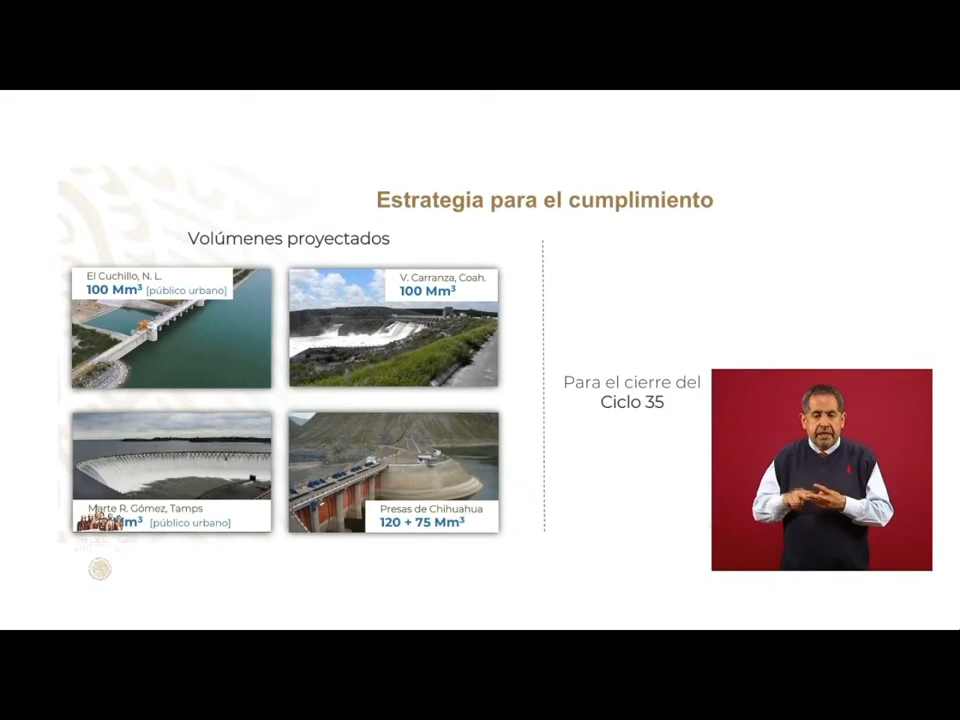 Estrategia para el cumplimiento
Volúmenes proyectados
El Cuchillo, N. L.
100 Mm³ [público urbano]
V. Carranza, Coah.
100 Mm³
Marte R. Gómez, Tamps
m³ [público urbano]
Presas de Chihuahua
120 + 75 Mm³
Para el cierre del
Ciclo 35